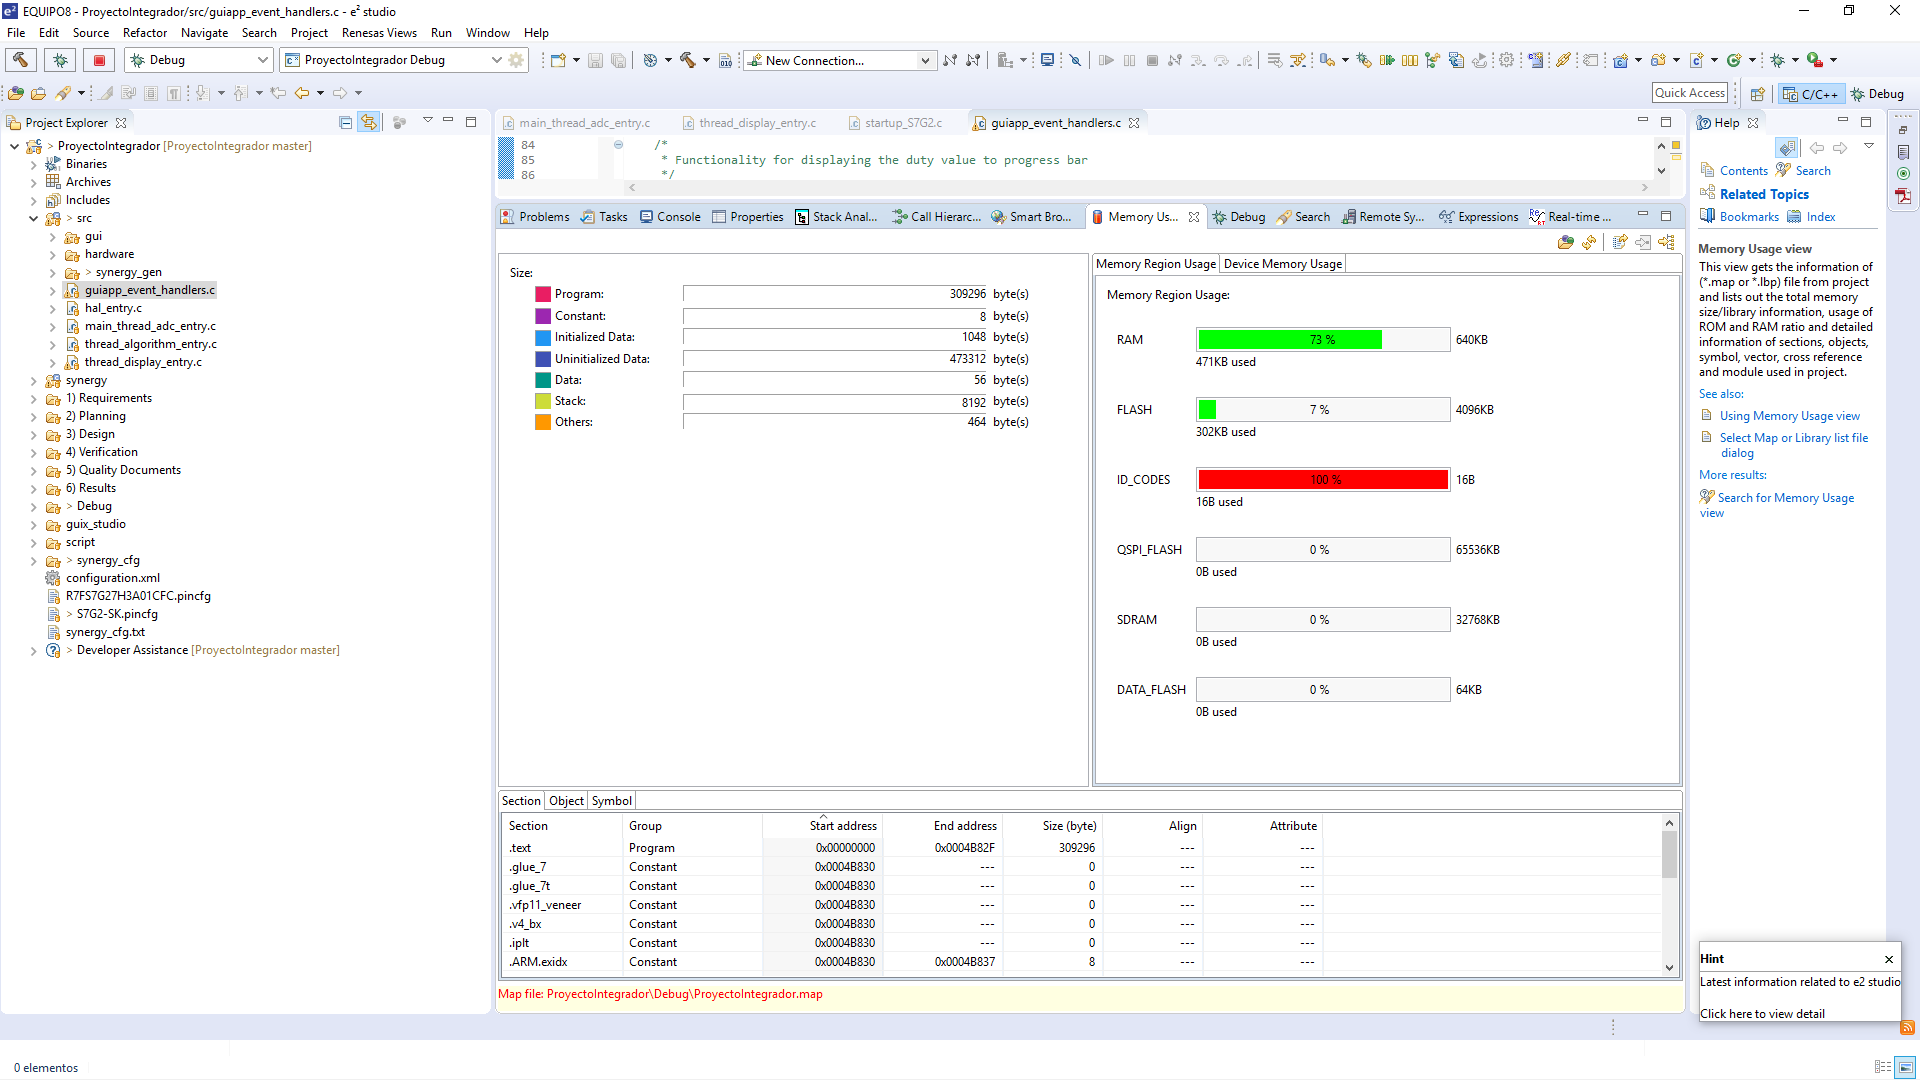 EQUIPO8 - ProyectoIntegrador/src/guiapp_event_handlers.c - e² studio
File Edit Source Refactor Navigate Search Project Renesas Views Run Window Help
Debug ProyectoIntegrador Debug New Connection...
Quick Access C/C++ Debug
Project Explorer
ProyectoIntegrador [ProyectoIntegrador master]
Binaries
Archives
Includes
> src
gui
hardware
> synergy_gen
guiapp_event_handlers.c
hal_entry.c
main_thread_adc_entry.c
thread_algorithm_entry.c
thread_display_entry.c
synergy
1) Requirements
2) Planning
3) Design
4) Verification
5) Quality Documents
6) Results
> Debug
guix_studio
script
> synergy_cfg
configuration.xml
R7FS7G27H3A01CFC.pincfg
> S7G2-SK.pincfg
synergy_cfg.txt
> Developer Assistance [ProyectoIntegrador master]
main_thread_adc_entry.c thread_display_entry.c startup_S7G2.c guiapp_event_handlers.c
84 /*
85 * Functionality for displaying the duty value to progress bar
86 */
Problems Tasks Console Properties Stack Anal... Call Hierarc... Smart Bro... Memory Us... Debug Search Remote Sy... Expressions Real-time ...
Size:
Program: 309296 byte(s)
Constant: 8 byte(s)
Initialized Data: 1048 byte(s)
Uninitialized Data: 473312 byte(s)
Data: 56 byte(s)
Stack: 8192 byte(s)
Others: 464 byte(s)
Memory Region Usage Device Memory Usage
Memory Region Usage:
RAM 73 % 640KB
471KB used
FLASH 7 % 4096KB
302KB used
ID_CODES 100 % 16B
16B used
QSPI_FLASH 0 % 65536KB
0B used
SDRAM 0 % 32768KB
0B used
DATA_FLASH 0 % 64KB
0B used
Section Object Symbol
Section Group Start address End address Size (byte) Align Attribute
.text Program 0x00000000 0x0004B82F 309296 --- ---
.glue_7 Constant 0x0004B830 --- 0 --- ---
.glue_7t Constant 0x0004B830 --- 0 --- ---
.vfp11_veneer Constant 0x0004B830 --- 0 --- ---
.v4_bx Constant 0x0004B830 --- 0 --- ---
.iplt Constant 0x0004B830 --- 0 --- ---
.ARM.exidx Constant 0x0004B830 0x0004B837 8 --- ---
Map file: ProyectoIntegrador\Debug\ProyectoIntegrador.map
Help
Contents Search
Related Topics
Bookmarks Index
Memory Usage view
This view gets the information of
(*.map or *.lbp) file from project
and lists out the total memory
size/library information, usage of
ROM and RAM ratio and detailed
information of sections, objects,
symbol, vector, cross reference
and module used in project.
See also:
Using Memory Usage view
Select Map or Library list file
dialog
More results:
Search for Memory Usage
view
Hint
Latest information related to e2 studio
Click here to view detail
0 elementos